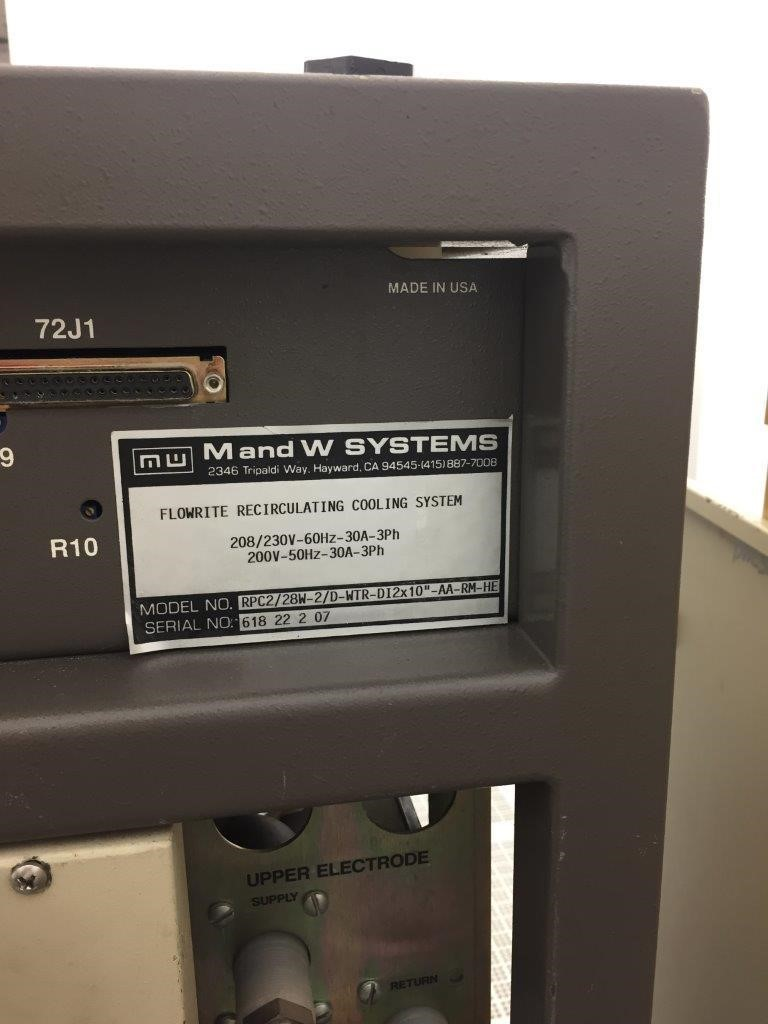 MADE IN USA
72J1
9
R10
MW M and W SYSTEMS
2346 Tripaldi Way, Hayward, CA 94545·(415) 887-7008
FLOWRITE RECIRCULATING COOLING SYSTEM
208/230V-60Hz-30A-3Ph
200V-50Hz-30A-3Ph
MODEL NO. RPC2/28W-2/D-WTR-DI2x10"-AA-RM-HE
SERIAL NO: 618 22 2 07
UPPER ELECTRODE
SUPPLY
RETURN